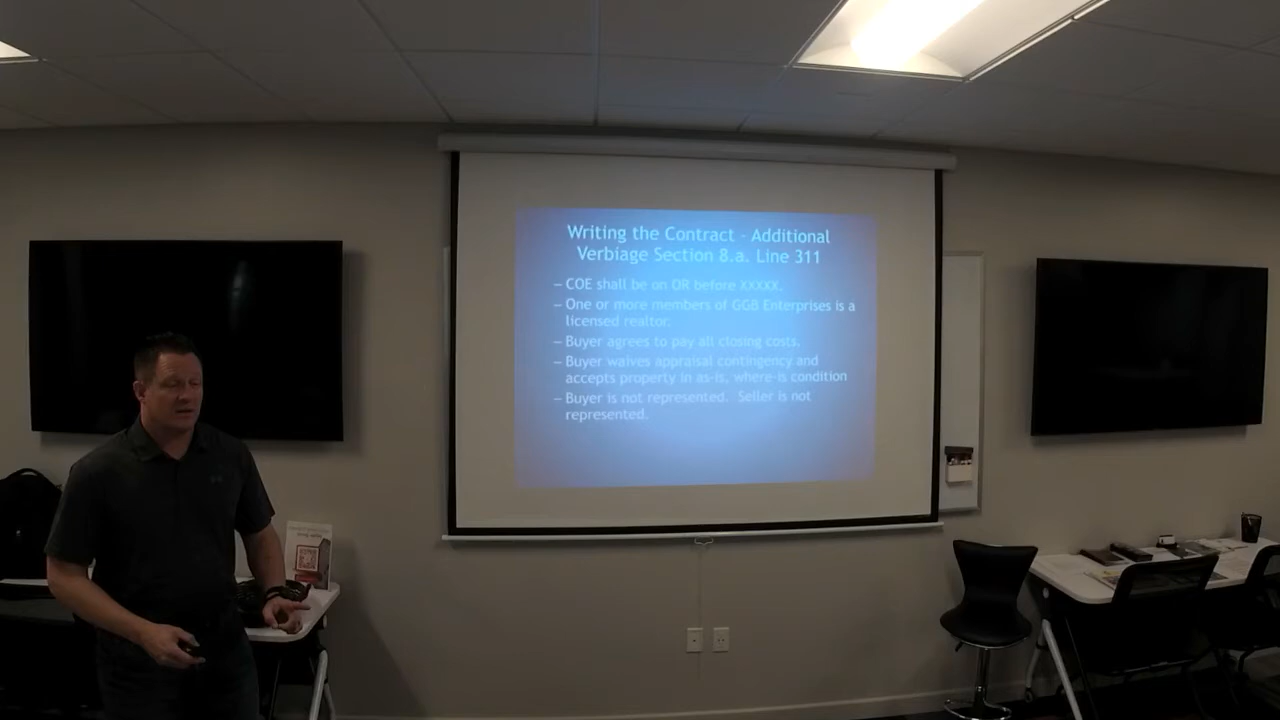 Writing the Contract - Additional
Verbiage Section 8.a. Line 311
– COE shall be on OR before XXXXX.
– One or more members of GGB Enterprises is a
licensed realtor.
– Buyer agrees to pay all closing costs.
– Buyer waives appraisal contingency and
accepts property in as-is, where-is condition
– Buyer is not represented. Seller is not
represented.